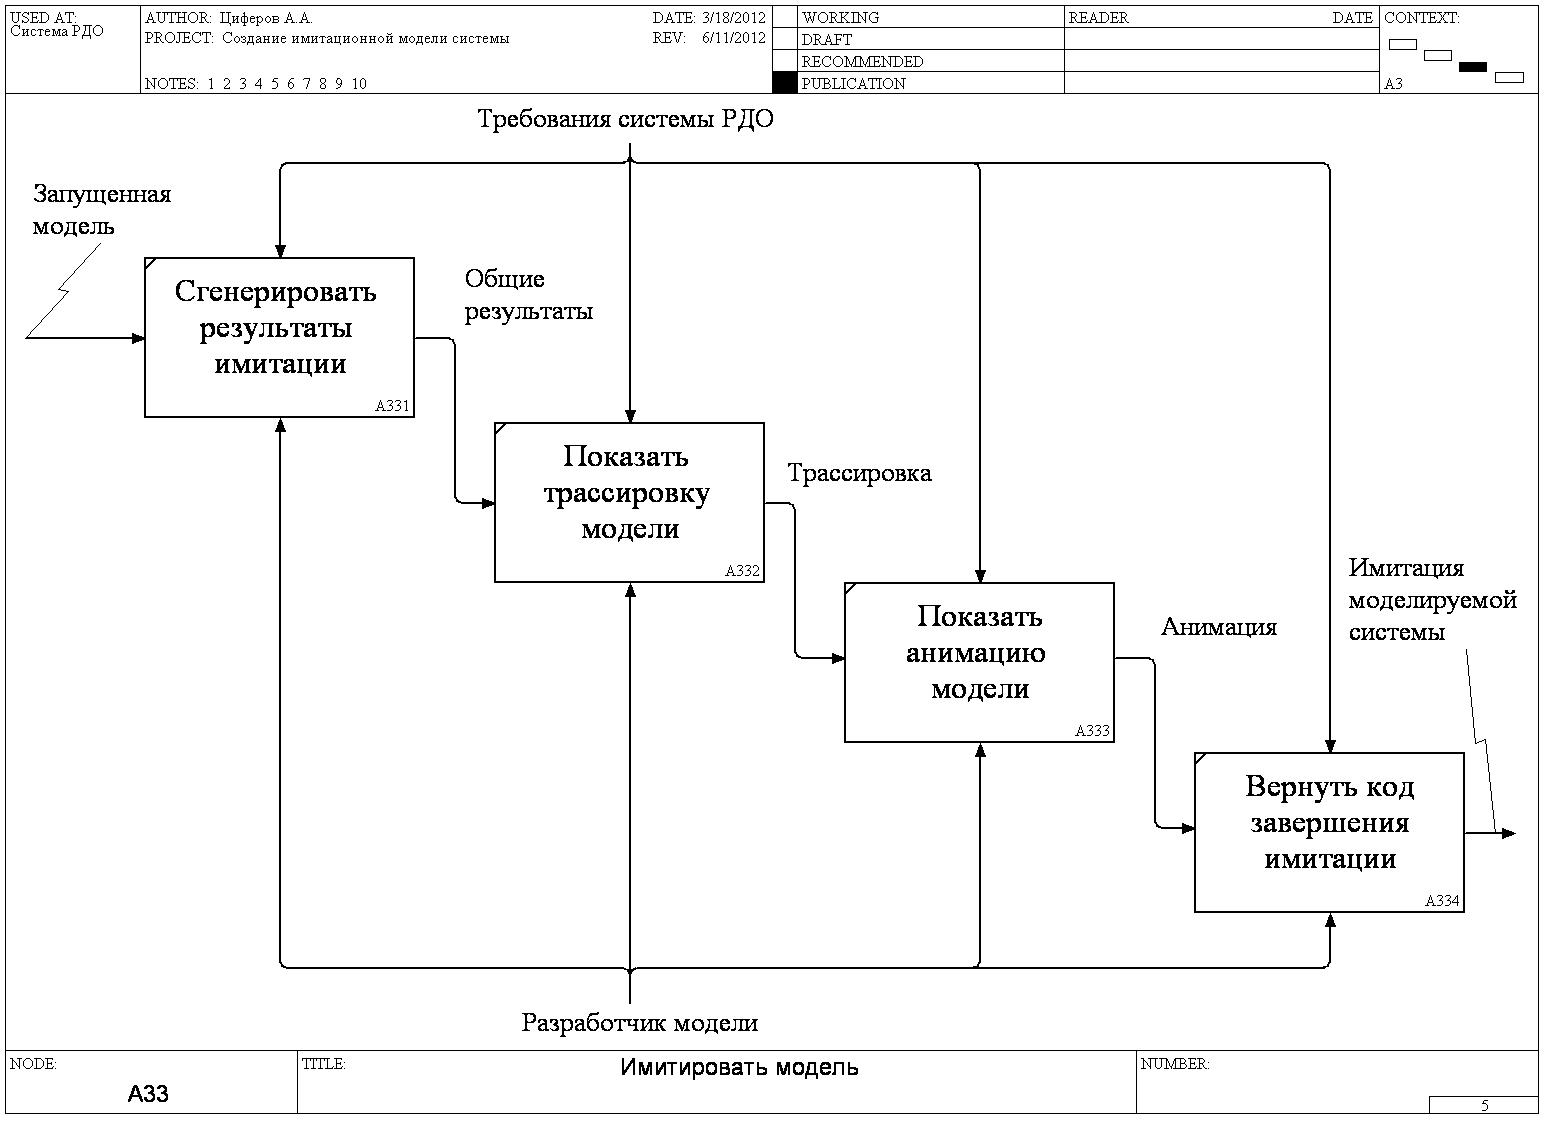 USED AT:
Система РДО
AUTHOR: Циферов А.А.
DATE: 3/18/2012
PROJECT: Создание имитационной модели системы
REV: 6/11/2012
NOTES: 1 2 3 4 5 6 7 8 9 10
WORKING
DRAFT
RECOMMENDED
PUBLICATION
READER
DATE
CONTEXT:
A3
Требования системы РДО
Запущенная
модель
Сгенерировать
результаты
имитации
A331
Общие
результаты
Показать
трассировку
модели
A332
Трассировка
Показать
анимацию
модели
A333
Анимация
Имитация
моделируемой
системы
Вернуть код
завершения
имитации
A334
Разработчик модели
NODE:
A33
TITLE:
Имитировать модель
NUMBER:
5